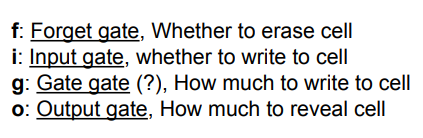 f: Forget gate, Whether to erase cell
i: Input gate, whether to write to cell
g: Gate gate (?), How much to write to cell
o: Output gate, How much to reveal cell